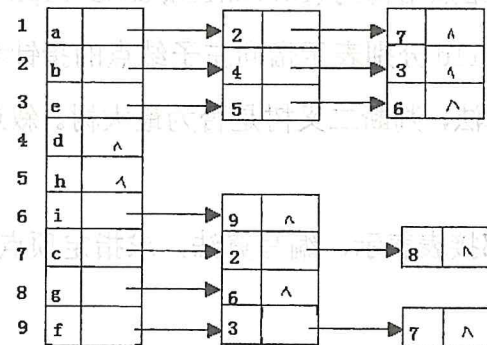 1 a 2 7 ∧
2 b 4 3 ∧
3 e 5 6 ∧
4 d ∧
5 h ∧
6 i 9 ∧
7 c 2 8 ∧
8 g 6 ∧
9 f 3 7 ∧